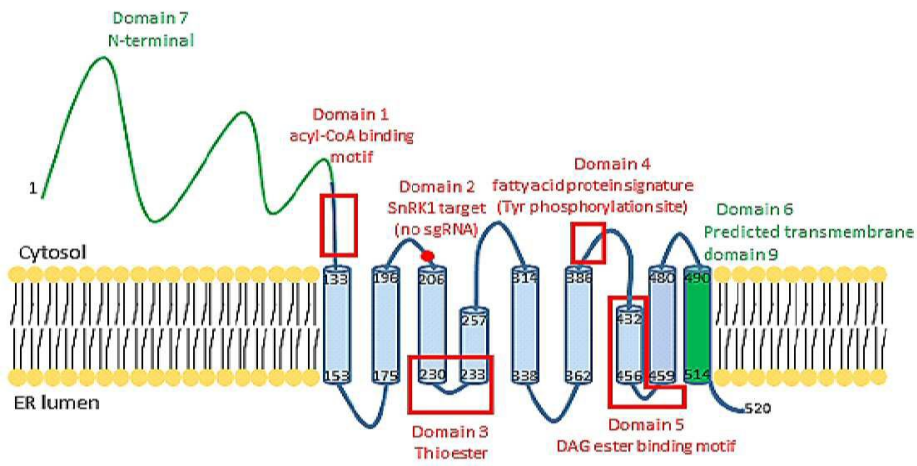 Domain 7
N-terminal
Domain 1
acyl-CoA binding
motif
Domain 2
SnRK1 target
(no sgRNA)
Domain 4
fattyacid protein signature
(Tyr phosphorylation site)
Domain 6
Predicted transmembrane
domain 9
1
Cytosol
133
196
206
257
314
386
432
480
490
153
175
230
233
338
362
456
459
514
ER lumen
520
Domain 3
Thioester
Domain 5
DAG ester binding motif